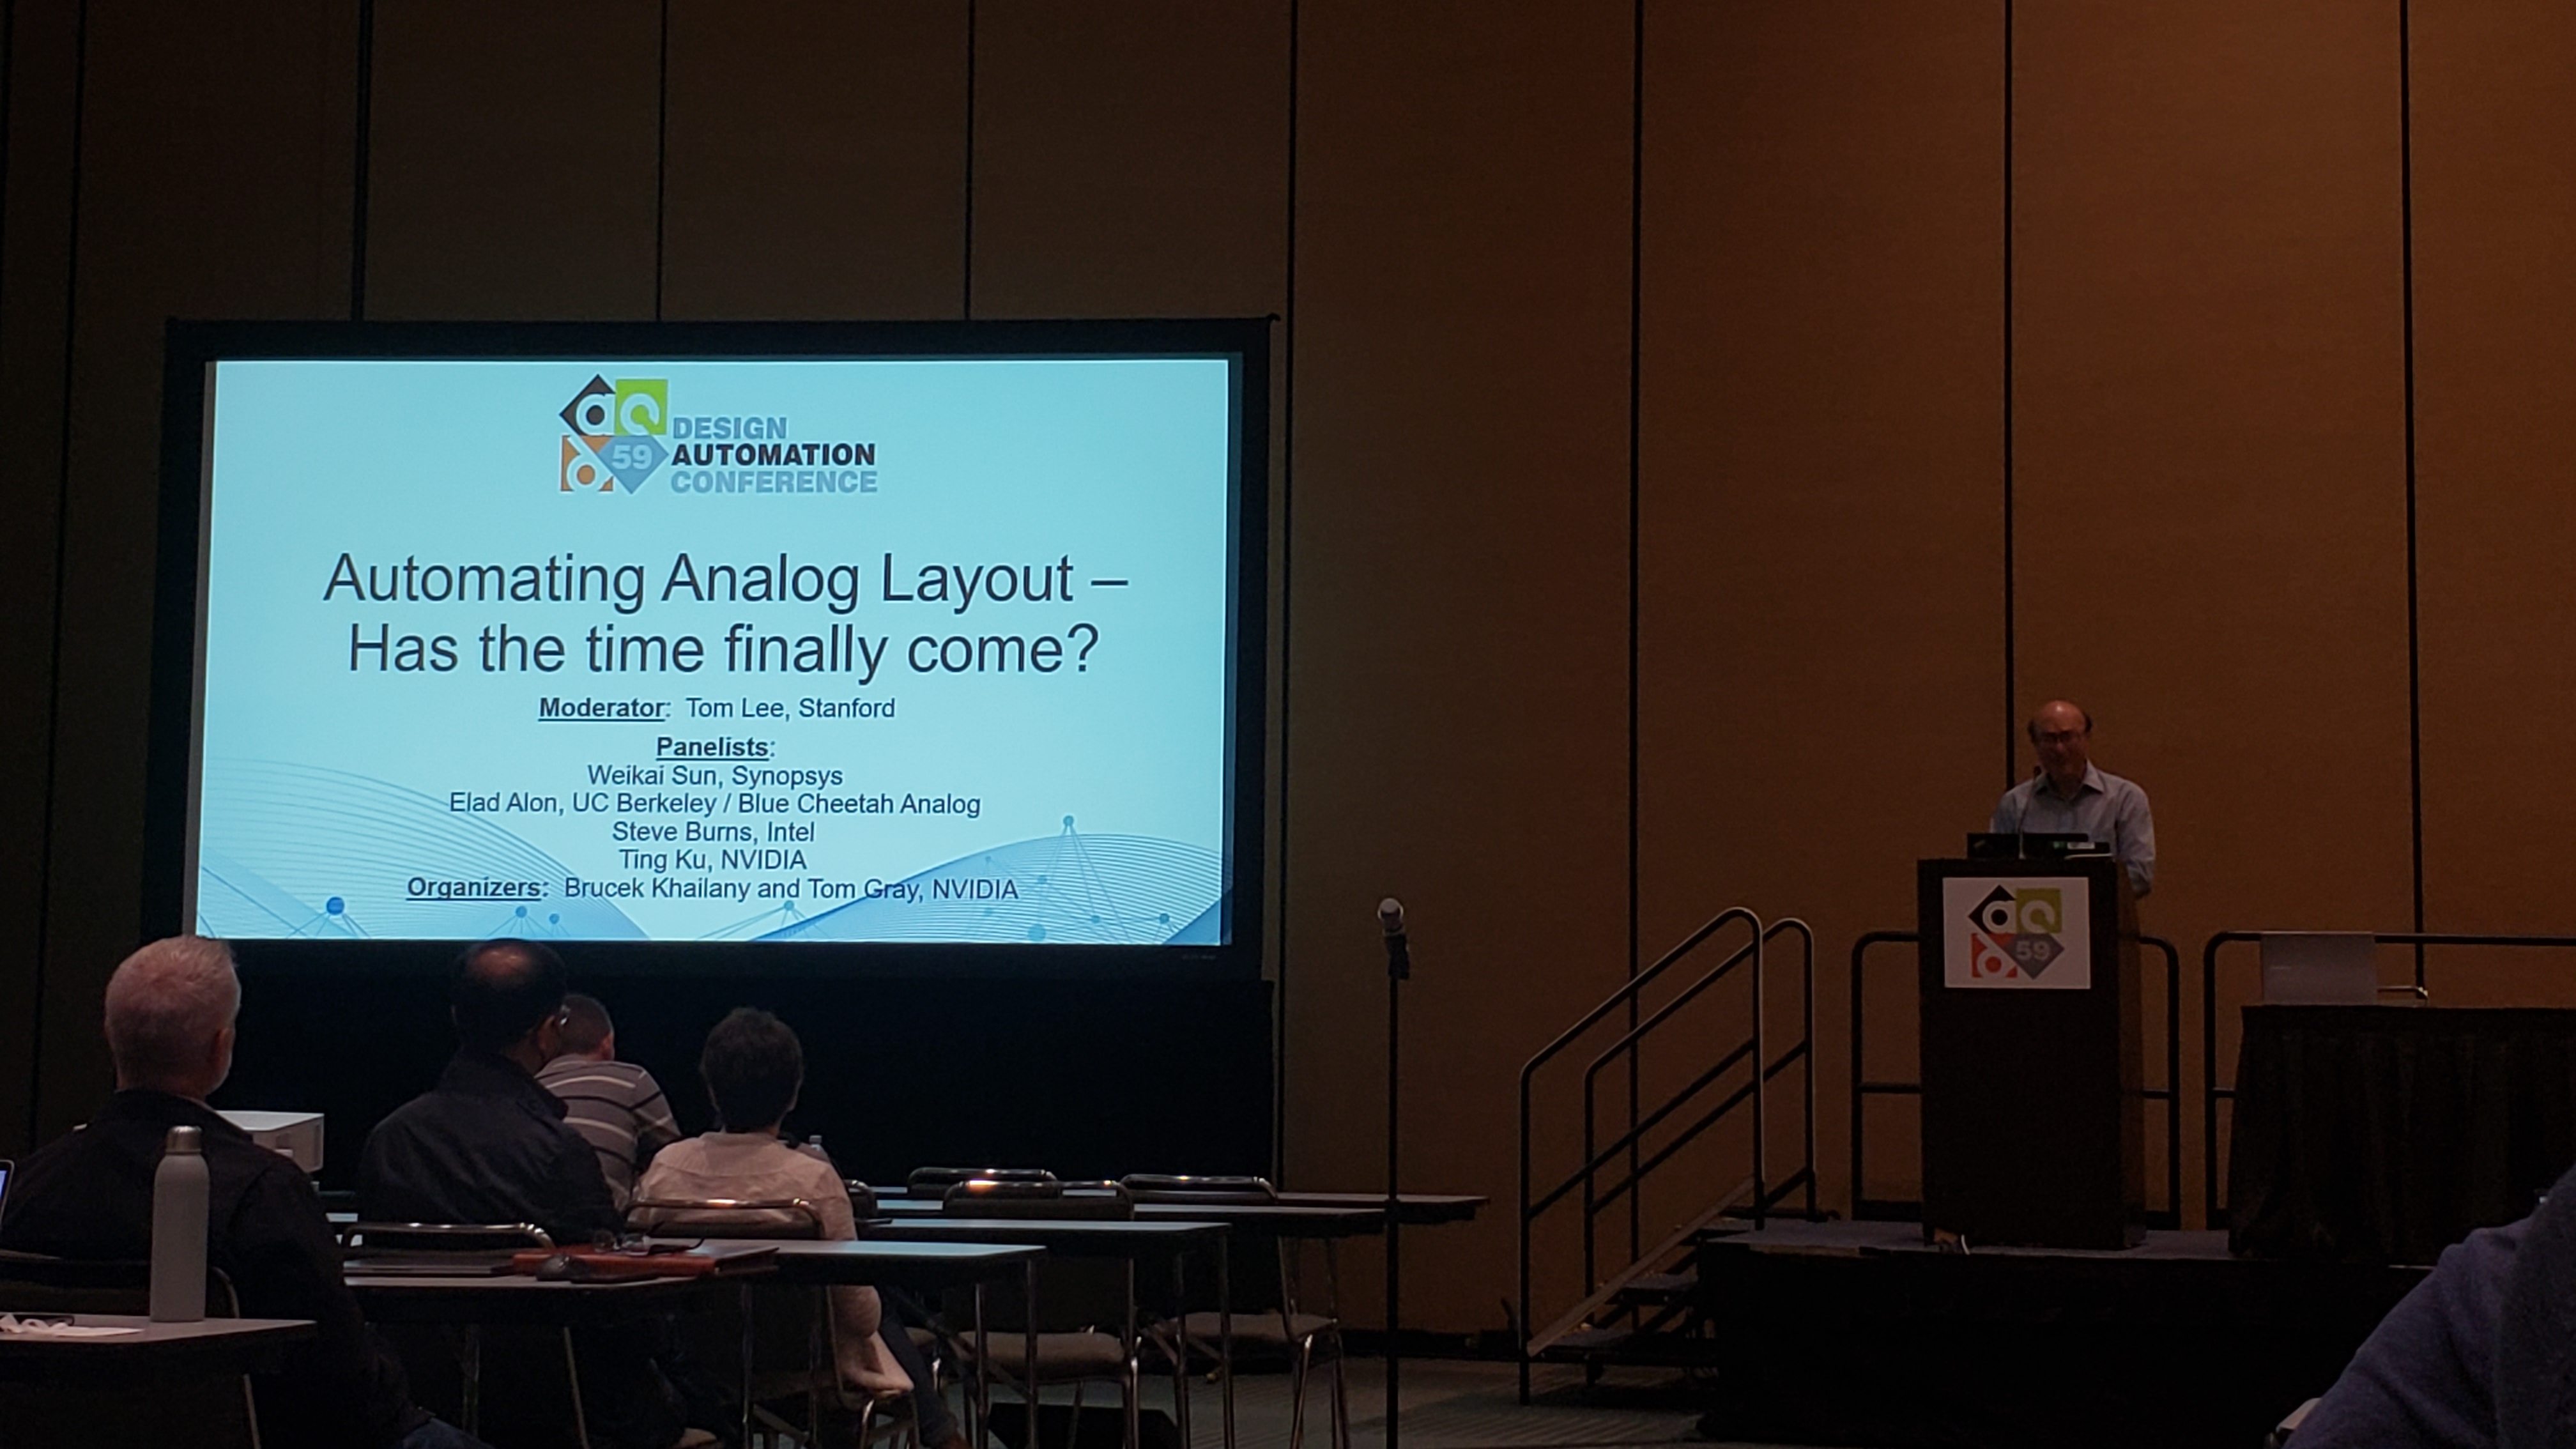 dac
59
DESIGN
AUTOMATION
CONFERENCE
Automating Analog Layout –
Has the time finally come?
Moderator: Tom Lee, Stanford
Panelists:
Weikai Sun, Synopsys
Elad Alon, UC Berkeley / Blue Cheetah Analog
Steve Burns, Intel
Ting Ku, NVIDIA
Organizers: Brucek Khailany and Tom Gray, NVIDIA
dac
59